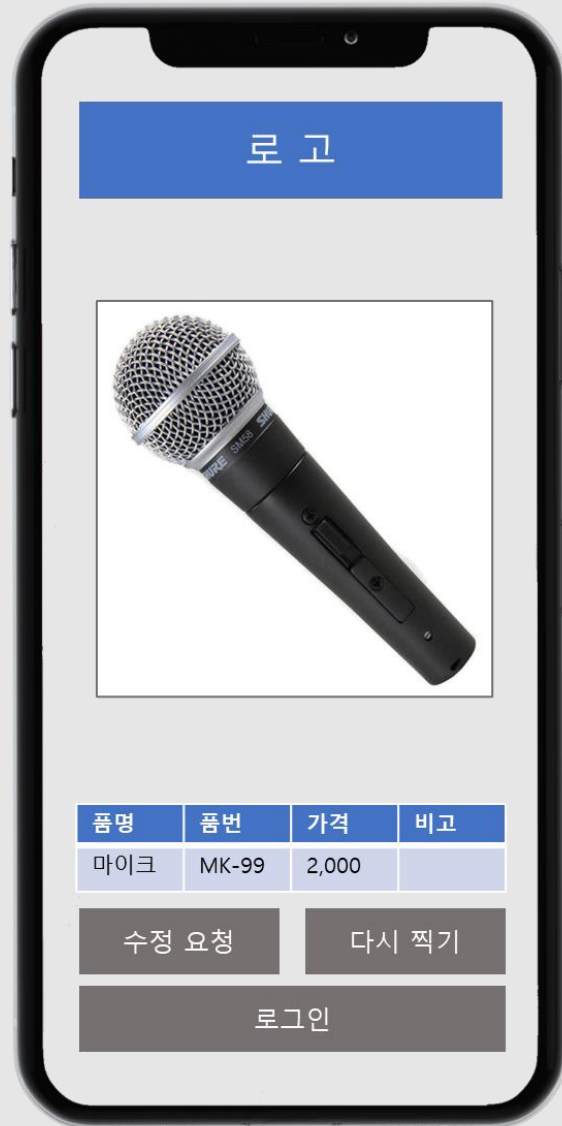 로 고
SM58
품명 품번 가격 비고
마이크 MK-99 2,000
수정 요청 다시 찍기
로그인